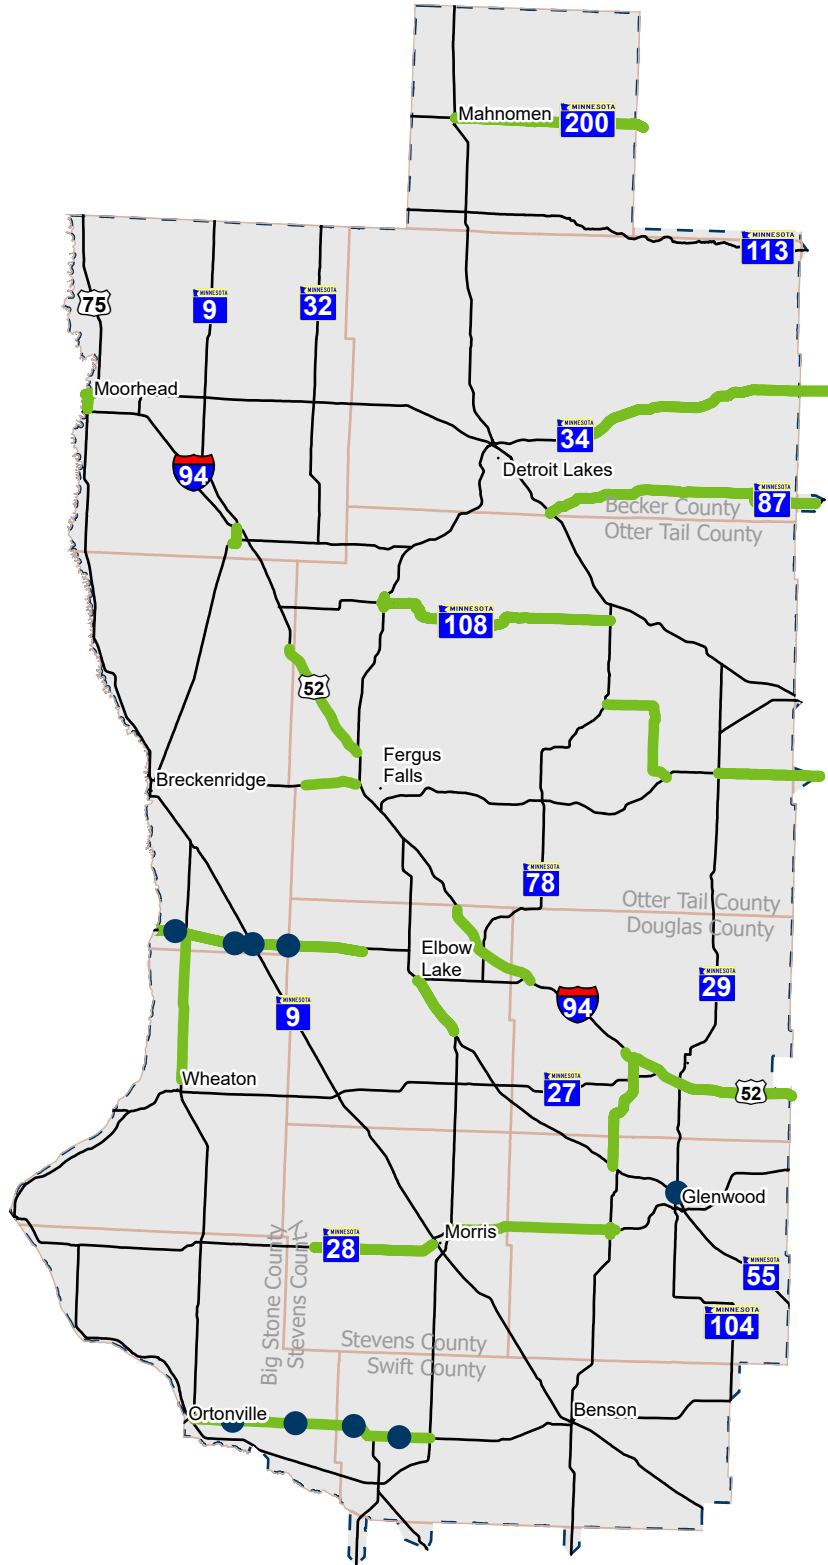 Mahnomen
MINNESOTA
200
MINNESOTA
113
75
MINNESOTA
9
MINNESOTA
32
Moorhead
MINNESOTA
34
94
Detroit Lakes
MINNESOTA
87
Becker County
Otter Tail County
MINNESOTA
108
52
Fergus
Falls
Breckenridge
MINNESOTA
78
Otter Tail County
Douglas County
Elbow
Lake
MINNESOTA
29
94
MINNESOTA
9
Wheaton
MINNESOTA
27
52
Glenwood
Morris
MINNESOTA
28
Big Stone County
Stevens County
MINNESOTA
55
MINNESOTA
104
Stevens County
Swift County
Ortonville
Benson